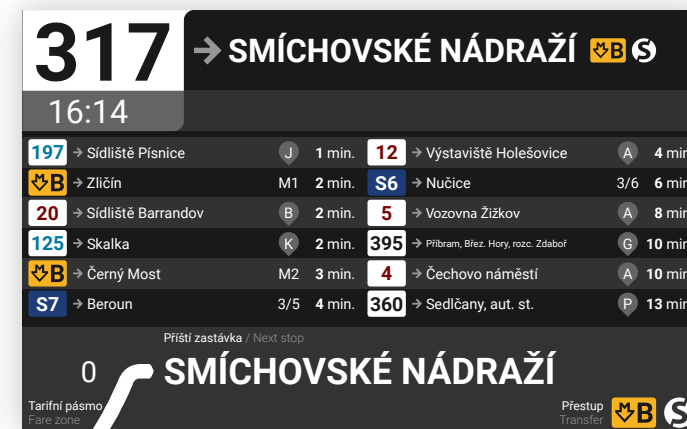 317 → SMÍCHOVSKÉ NÁDRAŽÍ B S
16:14
197 → Sídliště Písnice J 1 min.
B → Zličín M1 2 min.
20 → Sídliště Barrandov B 2 min.
125 → Skalka K 2 min.
B → Černý Most M2 3 min.
S7 → Beroun 3/5 4 min.
12 → Výstaviště Holešovice A 4 min
S6 → Nučice 3/6 6 min
5 → Vozovna Žižkov A 8 min
395 → Příbram, Břez. Hory, rozc. Zdaboř G 10 min
4 → Čechovo náměstí A 10 min
360 → Sedlčany, aut. st. P 13 min
Příští zastávka / Next stop
0 SMÍCHOVSKÉ NÁDRAŽÍ
Tarifní pásmo
Fare zone
Přestup
Transfer
B S